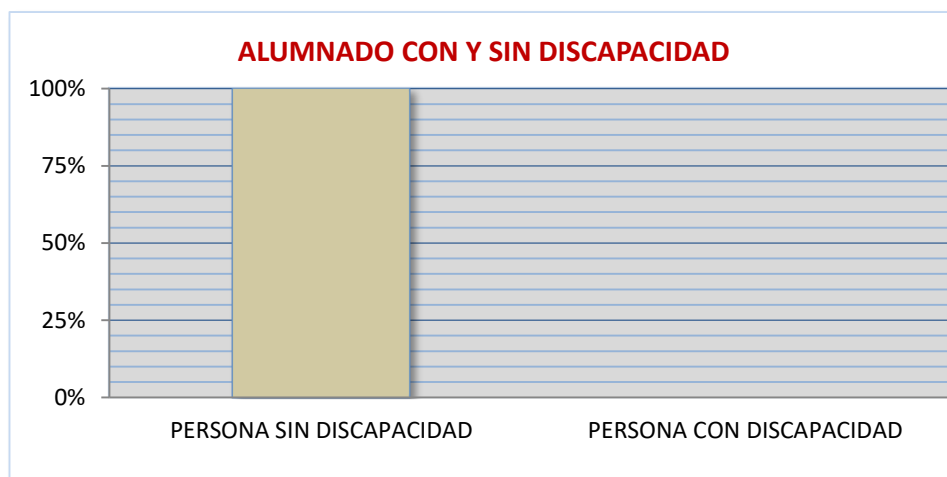 ALUMNADO CON Y SIN DISCAPACIDAD
100%
75%
50%
25%
0%
PERSONA SIN DISCAPACIDAD
PERSONA CON DISCAPACIDAD